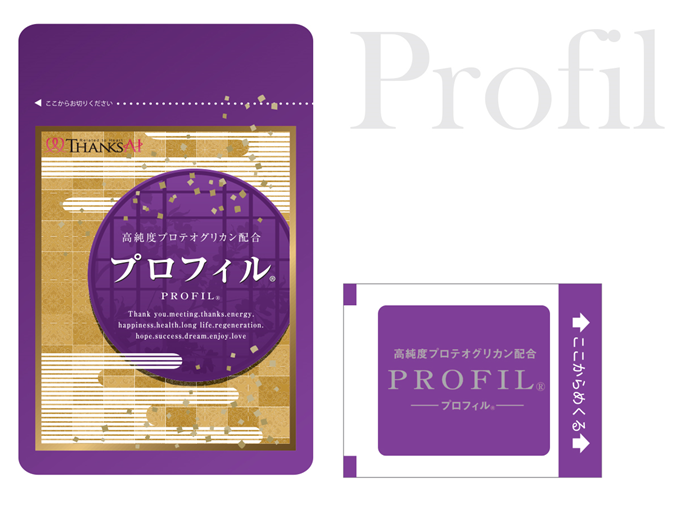 Profil
ここからお切りください
THANKSAI
高純度プロテオグリカン配合
プロフィル®
PROFIL®
Thank you.meeting.thanks.energy.
happiness.health.long life.regeneration.
hope.success.dream.enjoy.love
高純度プロテオグリカン配合
PROFIL®
プロフィル®
ここからめくる